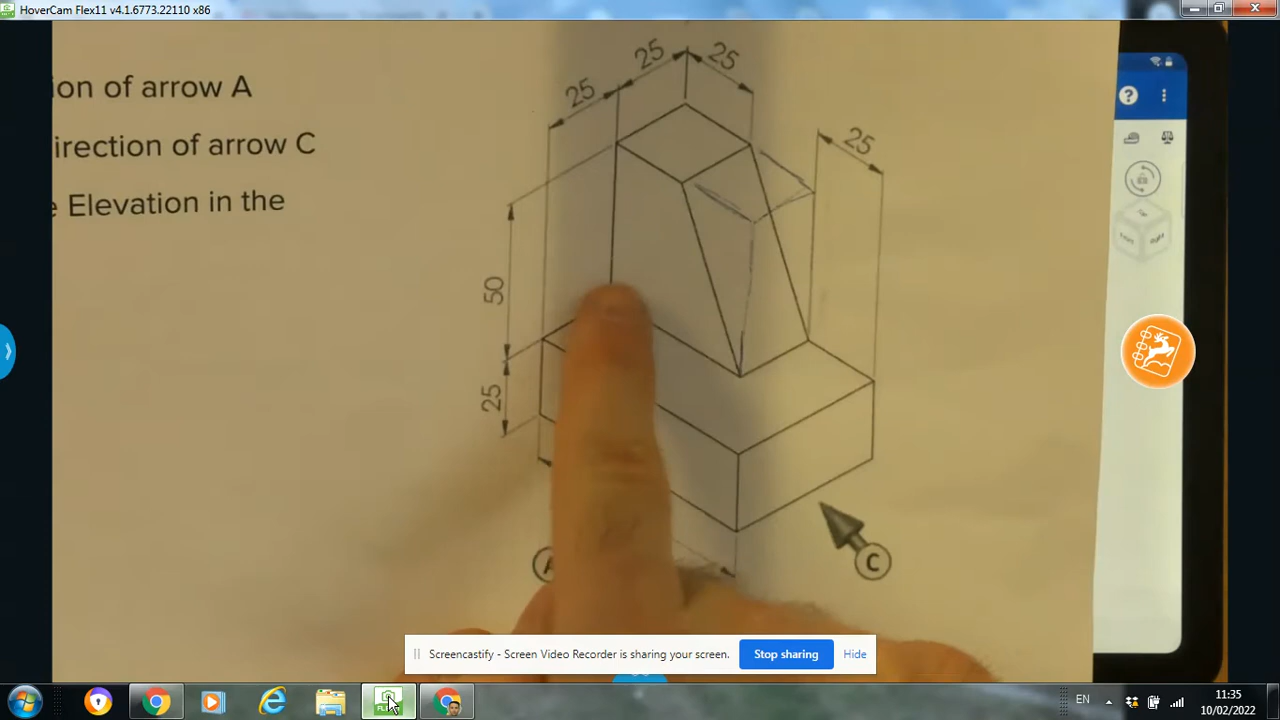 HoverCam Flex11 v4.1.6773.22110 x86
ion of arrow A
irection of arrow C
e Elevation in the
25
25
25
25
50
25
A
C
Screencastify - Screen Video Recorder is sharing your screen.
Stop sharing
Hide
EN
11:35
10/02/2022